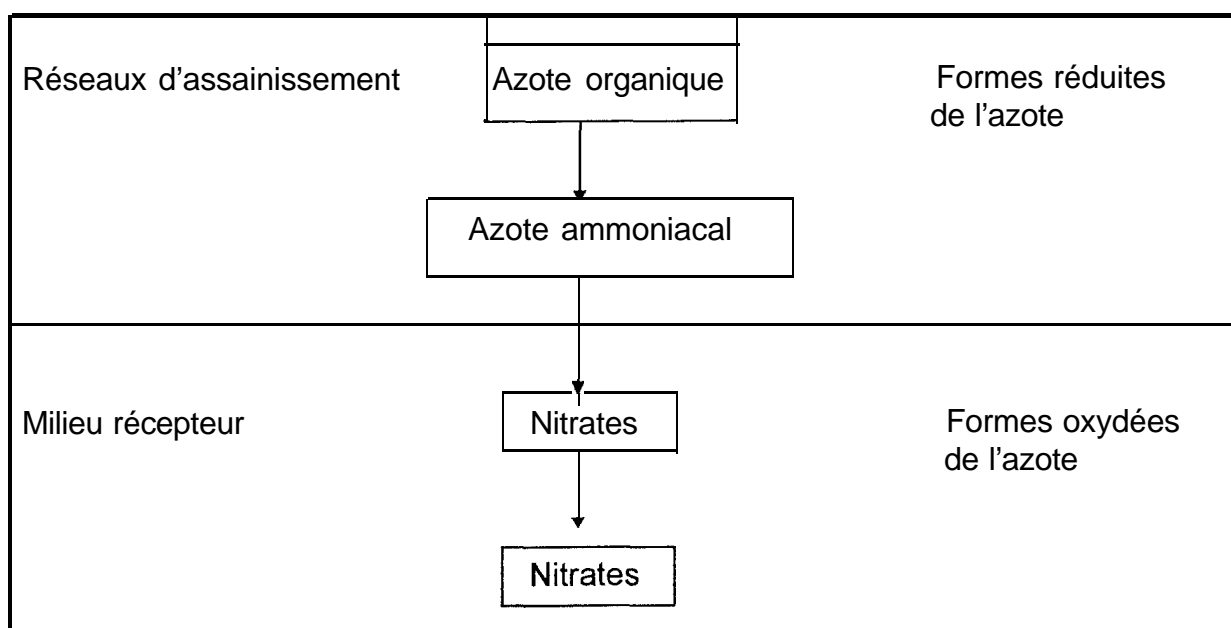 Réseaux d'assainissement
Azote organique
Formes réduites
de l'azote
Azote ammoniacal
Milieu récepteur
Nitrates
Formes oxydées
de l'azote
Nitrates